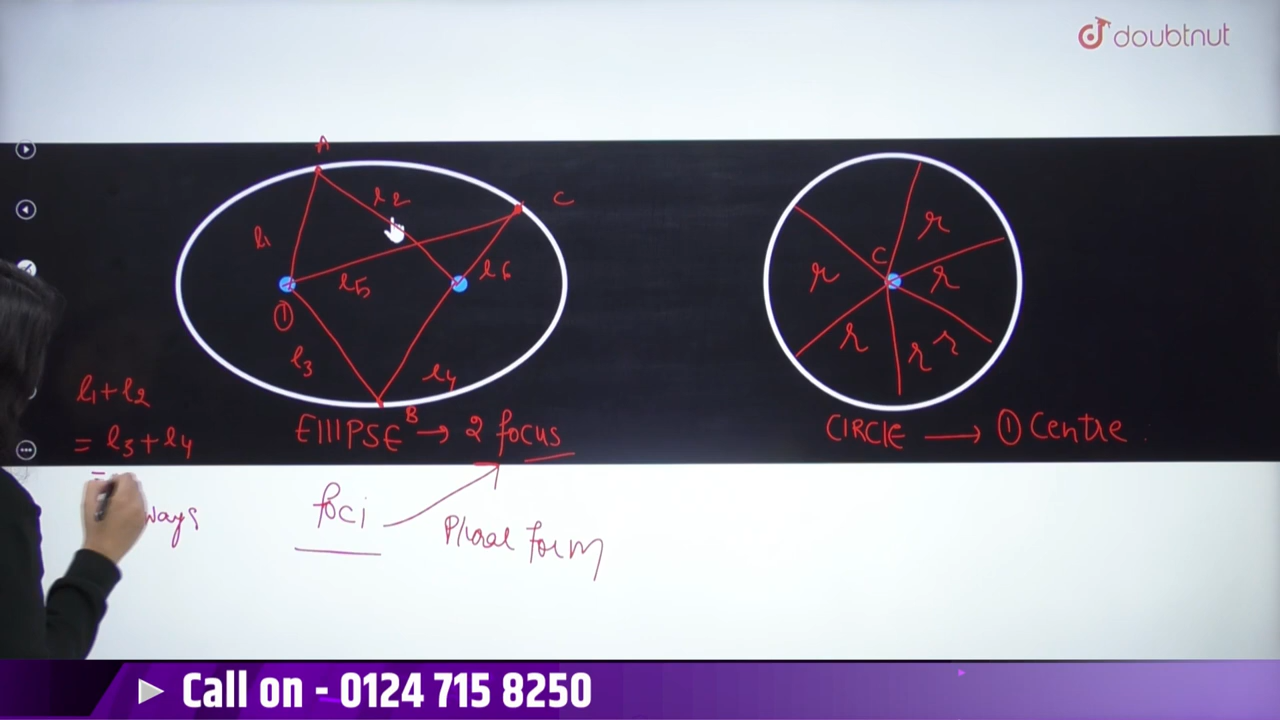 doubtnut
A
l2
C
l1
l5
l6
1
l3
l4
B
l1+l2
= l3+l4
=
ways
ELLIPSE → 2 focus
foci
Plural form
C
r
r
r
r
r
r
CIRCLE → 1 Centre
Call on - 0124 715 8250